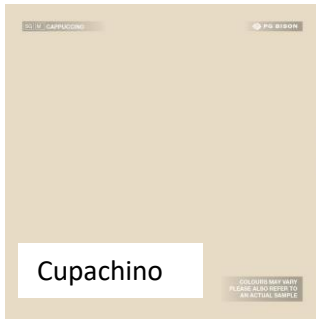 CAPPUCCINO
PG BISON
Cupachino
COLOURS MAY VARY
PLEASE ALSO REFER TO
AN ACTUAL SAMPLE